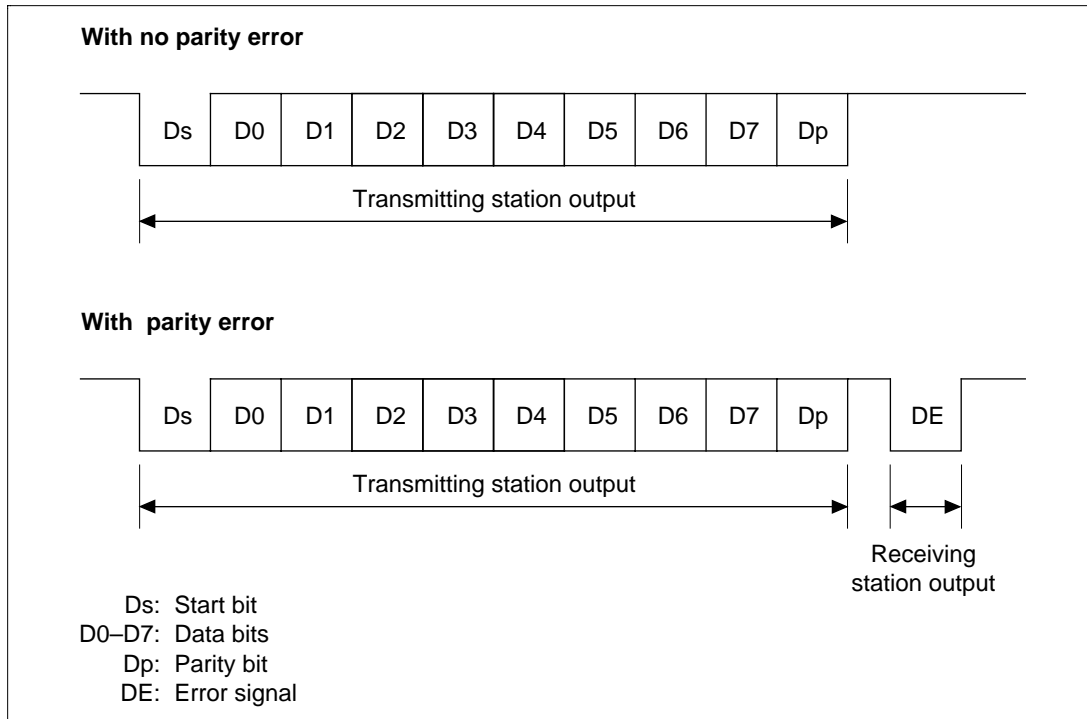 With no parity error
Ds D0 D1 D2 D3 D4 D5 D6 D7 Dp
Transmitting station output
With parity error
Ds D0 D1 D2 D3 D4 D5 D6 D7 Dp DE
Transmitting station output
Receiving
station output
Ds: Start bit
D0–D7: Data bits
Dp: Parity bit
DE: Error signal